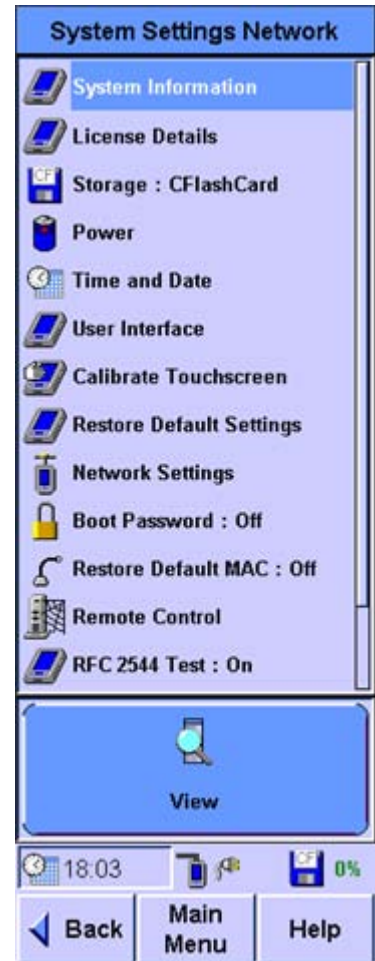 System Settings Network
System Information
License Details
CF
Storage : CFlashCard
Power
Time and Date
User Interface
Calibrate Touchscreen
Restore Default Settings
Network Settings
Boot Password : Off
Restore Default MAC : Off
Remote Control
RFC 2544 Test : On
View
18:03
CF
0%
Back
Main
Menu
Help